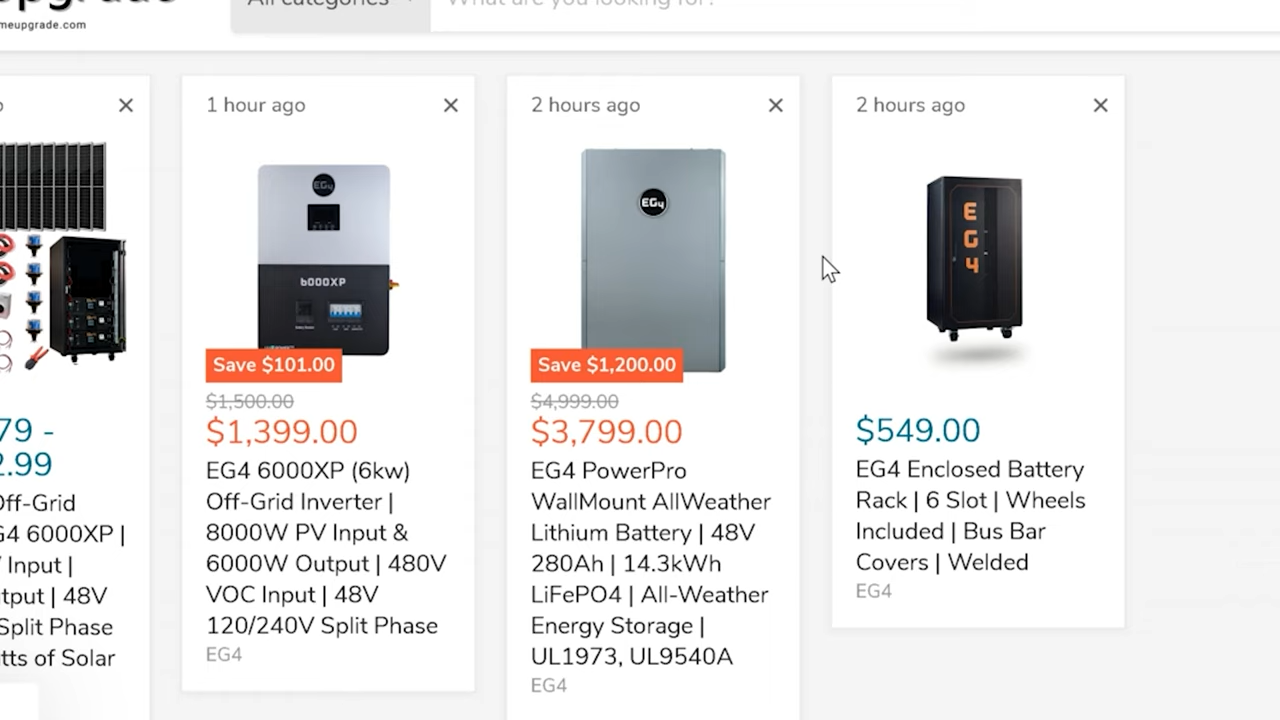 meupgrade.com
All categories
What are you looking for?
1 hour ago
EG4
6000XP
Save $101.00
$1,500.00
$1,399.00
EG4 6000XP (6kw)
Off-Grid Inverter |
8000W PV Input &
6000W Output | 480V
VOC Input | 48V
120/240V Split Phase
EG4
2 hours ago
EG4
Save $1,200.00
$4,999.00
$3,799.00
EG4 PowerPro
WallMount AllWeather
Lithium Battery | 48V
280Ah | 14.3kWh
LiFePO4 | All-Weather
Energy Storage |
UL1973, UL9540A
EG4
2 hours ago
E
G
4
$549.00
EG4 Enclosed Battery
Rack | 6 Slot | Wheels
Included | Bus Bar
Covers | Welded
EG4
79 -
2.99
Off-Grid
G4 6000XP |
Input |
tput | 48V
Split Phase
tts of Solar